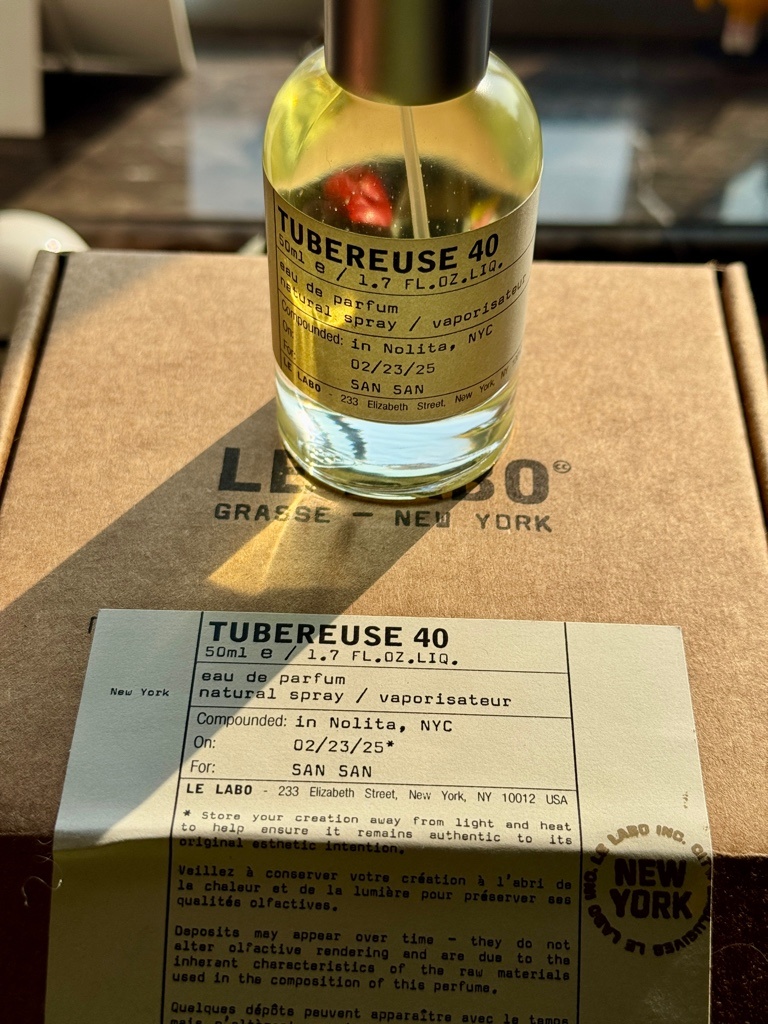 TUBEREUSE 40
50ml e / 1.7 FL.OZ.LIQ.
eau de parfum
natural spray / vaporisateur
Compounded: in Nolita, NYC
On: 02/23/25
For: SAN SAN
LE LABO - 233 Elizabeth Street, New York, NY
LE LABO
GRASSE — NEW YORK
TUBEREUSE 40
50ml e / 1.7 FL.OZ.LIQ.
eau de parfum
natural spray / vaporisateur
New York
Compounded: in Nolita, NYC
On: 02/23/25*
For: SAN SAN
LE LABO - 233 Elizabeth Street, New York, NY 10012 USA
* Store your creation away from light and heat
to help ensure it remains authentic to its
original esthetic intention.
Veillez à conserver votre création à l'abri de
la chaleur et de la lumière pour préserver ses
qualités olfactives.
Deposits may appear over time — they do not
alter olfactive rendering and are due to the
inherent characteristics of the raw materials
used in the composition of this perfume.
Quelques dépôts peuvent apparaître avec le temps
mais n'altèrent
LE LABO INC.
NEW
YORK
LE LABO INC.